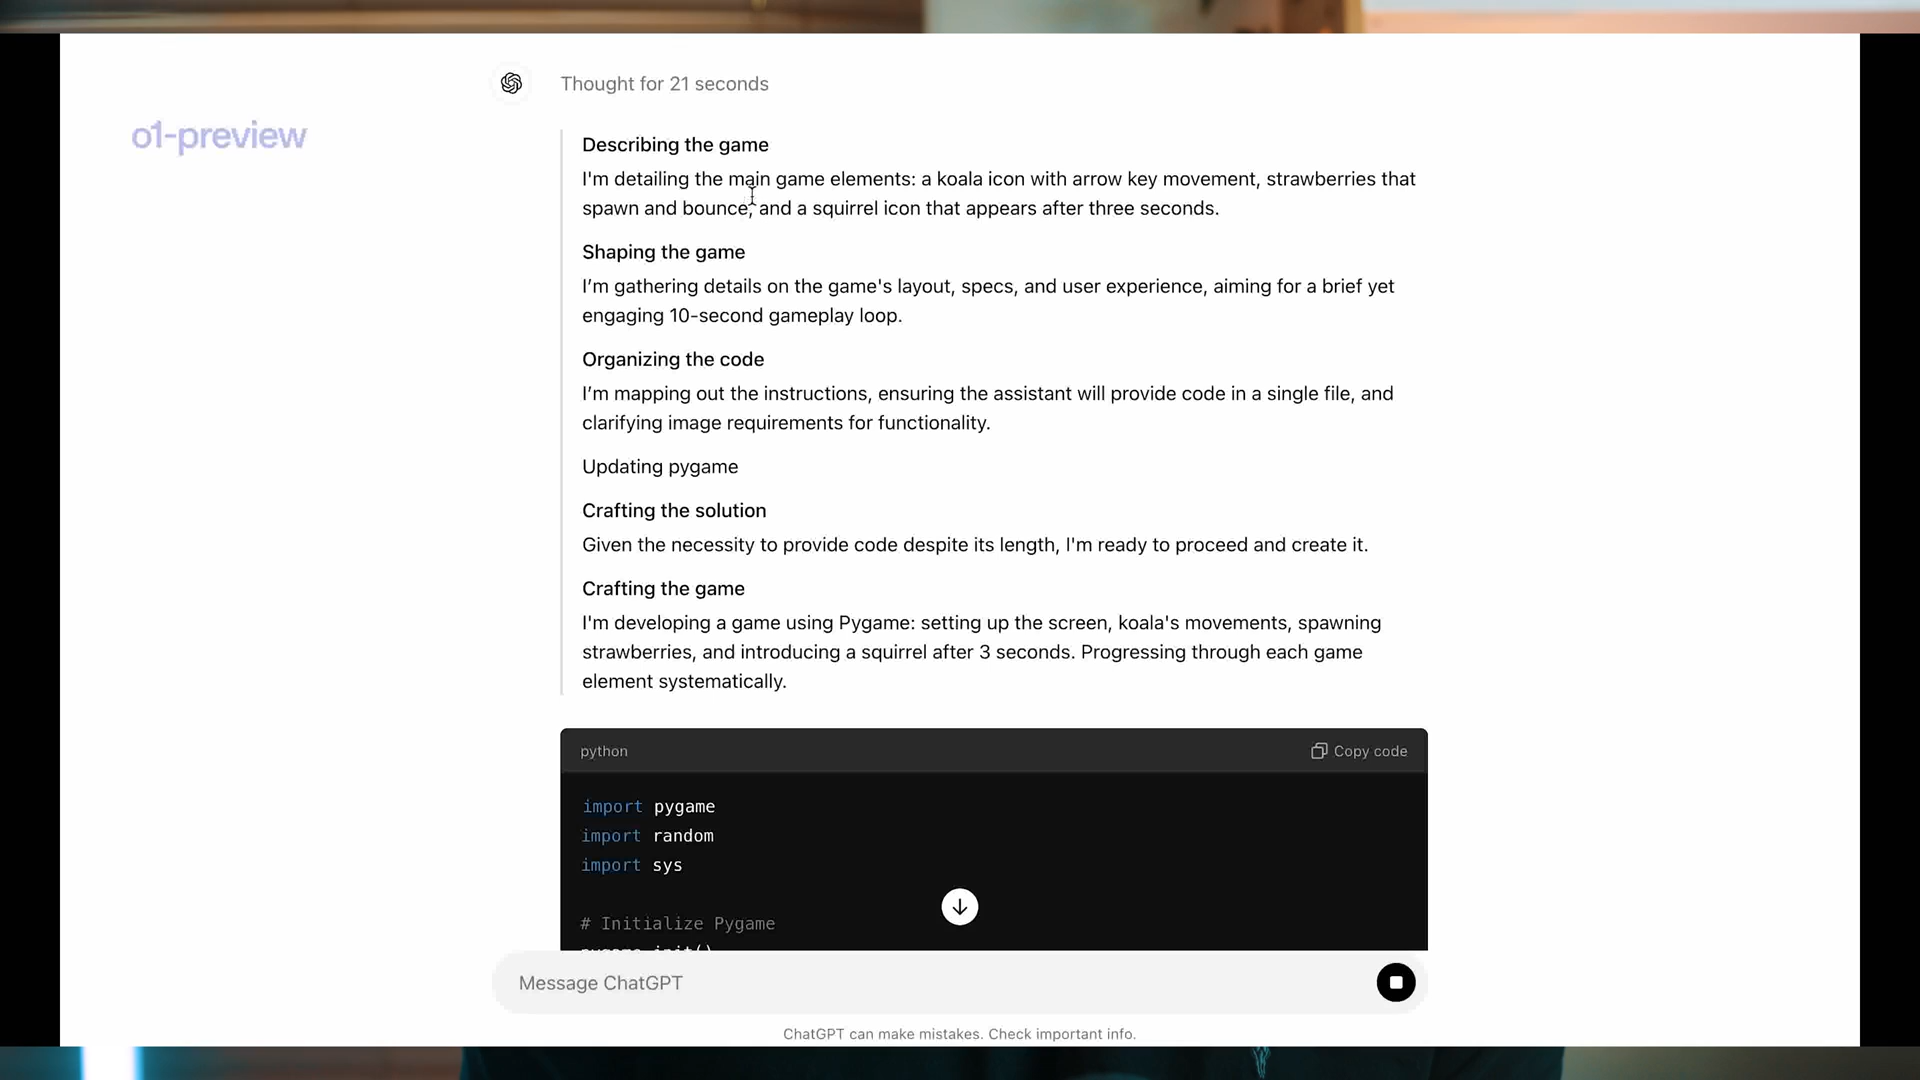 Thought for 21 seconds
o1-preview
Describing the game
I'm detailing the main game elements: a koala icon with arrow key movement, strawberries that
spawn and bounce, and a squirrel icon that appears after three seconds.
Shaping the game
I’m gathering details on the game's layout, specs, and user experience, aiming for a brief yet
engaging 10-second gameplay loop.
Organizing the code
I’m mapping out the instructions, ensuring the assistant will provide code in a single file, and
clarifying image requirements for functionality.
Updating pygame
Crafting the solution
Given the necessity to provide code despite its length, I'm ready to proceed and create it.
Crafting the game
I'm developing a game using Pygame: setting up the screen, koala's movements, spawning
strawberries, and introducing a squirrel after 3 seconds. Progressing through each game
element systematically.
python
Copy code
import pygame
import random
import sys
# Initialize Pygame
pygame.init()
Message ChatGPT
ChatGPT can make mistakes. Check important info.